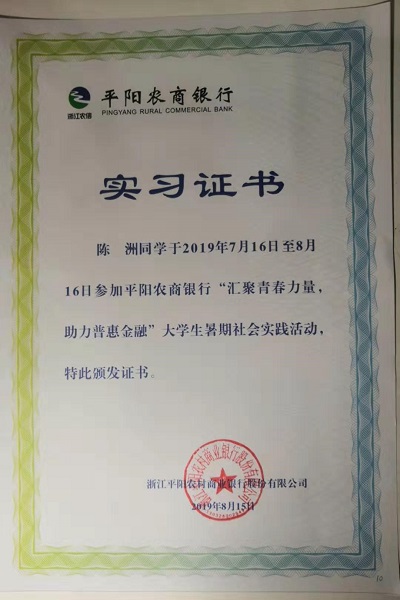 浙江农信
平阳农商银行
PINGYANG RURAL COMMERCIAL BANK
实习证书
陈 洲同学于2019年7月16日至8月
16日参加平阳农商银行“汇聚青春力量，
助力普惠金融”大学生暑期社会实践活动，
特此颁发证书。
浙江平阳农村商业银行股份有限公司
2019年8月15日